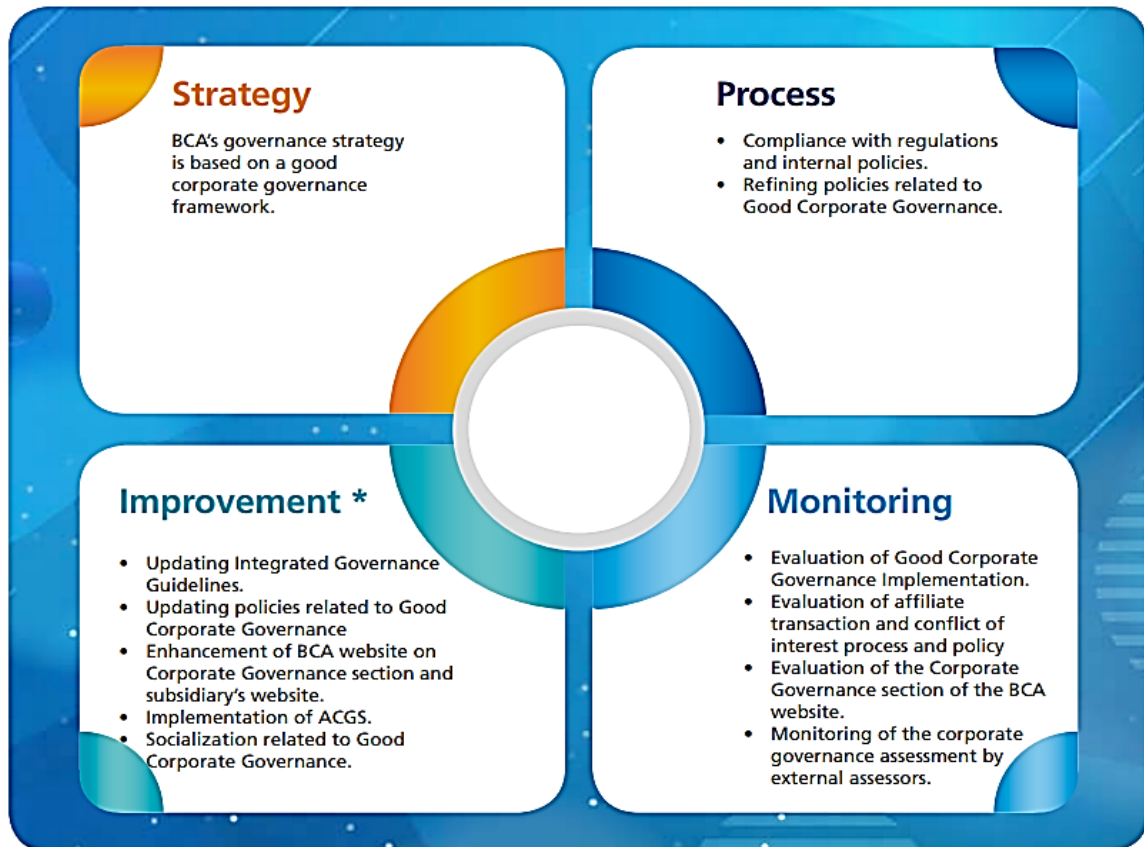 Strategy
BCA's governance strategy
is based on a good
corporate governance
framework.
Process
• Compliance with regulations
and internal policies.
• Refining policies related to
Good Corporate Governance.
Improvement *
• Updating Integrated Governance
Guidelines.
• Updating policies related to Good
Corporate Governance
• Enhancement of BCA website on
Corporate Governance section and
subsidiary's website.
• Implementation of ACGS.
• Socialization related to Good
Corporate Governance.
Monitoring
• Evaluation of Good Corporate
Governance Implementation.
• Evaluation of affiliate
transaction and conflict of
interest process and policy
• Evaluation of the Corporate
Governance section of the BCA
website.
• Monitoring of the corporate
governance assessment by
external assessors.